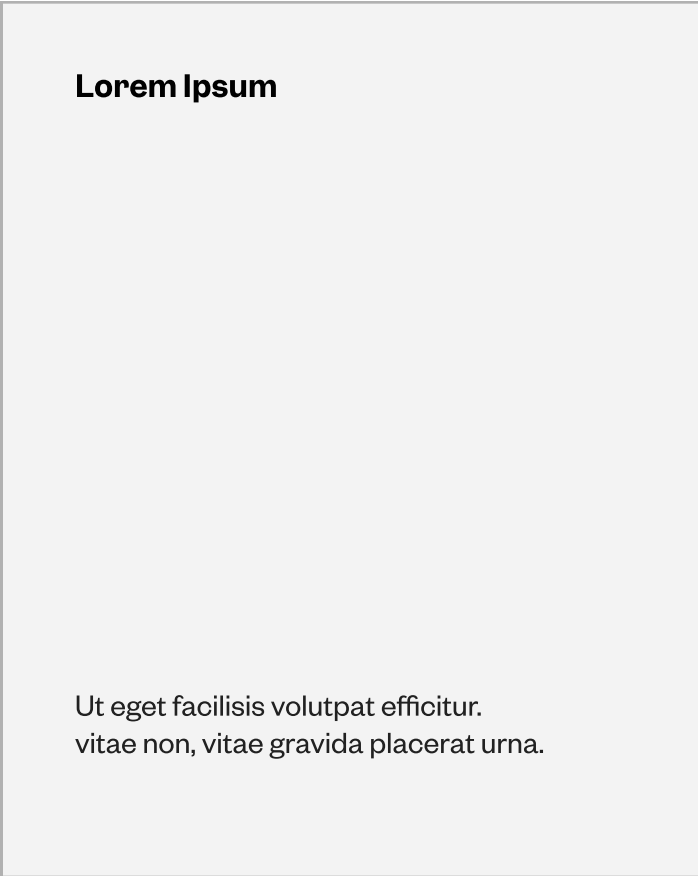 Lorem Ipsum
Ut eget facilisis volutpat efficitur.
vitae non, vitae gravida placerat urna.